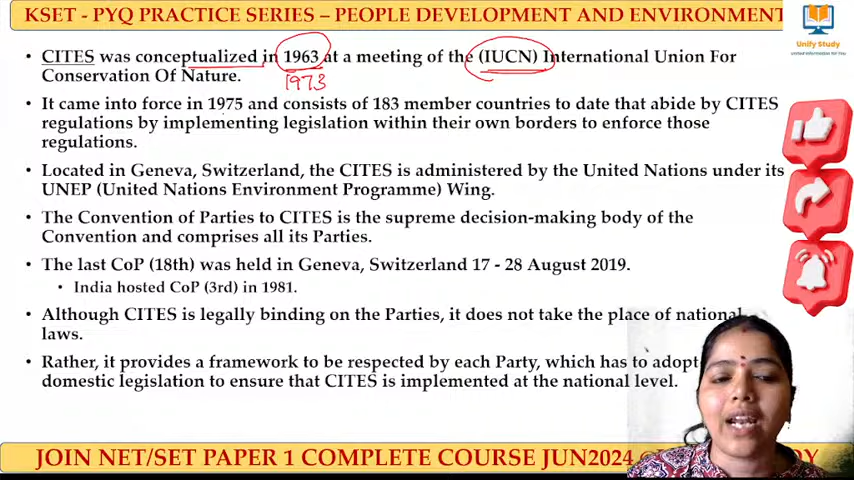 KSET - PYQ PRACTICE SERIES – PEOPLE DEVELOPMENT AND ENVIRONMENT
Unify Study
• CITES was conceptualized in 1963 at a meeting of the (IUCN) International Union For
Conservation Of Nature.
1973
• It came into force in 1975 and consists of 183 member countries to date that abide by CITES
regulations by implementing legislation within their own borders to enforce those
regulations.
• Located in Geneva, Switzerland, the CITES is administered by the United Nations under its
UNEP (United Nations Environment Programme) Wing.
• The Convention of Parties to CITES is the supreme decision-making body of the
Convention and comprises all its Parties.
• The last CoP (18th) was held in Geneva, Switzerland 17 - 28 August 2019.
• India hosted CoP (3rd) in 1981.
• Although CITES is legally binding on the Parties, it does not take the place of national
laws.
• Rather, it provides a framework to be respected by each Party, which has to adopt
domestic legislation to ensure that CITES is implemented at the national level.
JOIN NET/SET PAPER 1 COMPLETE COURSE JUN2024